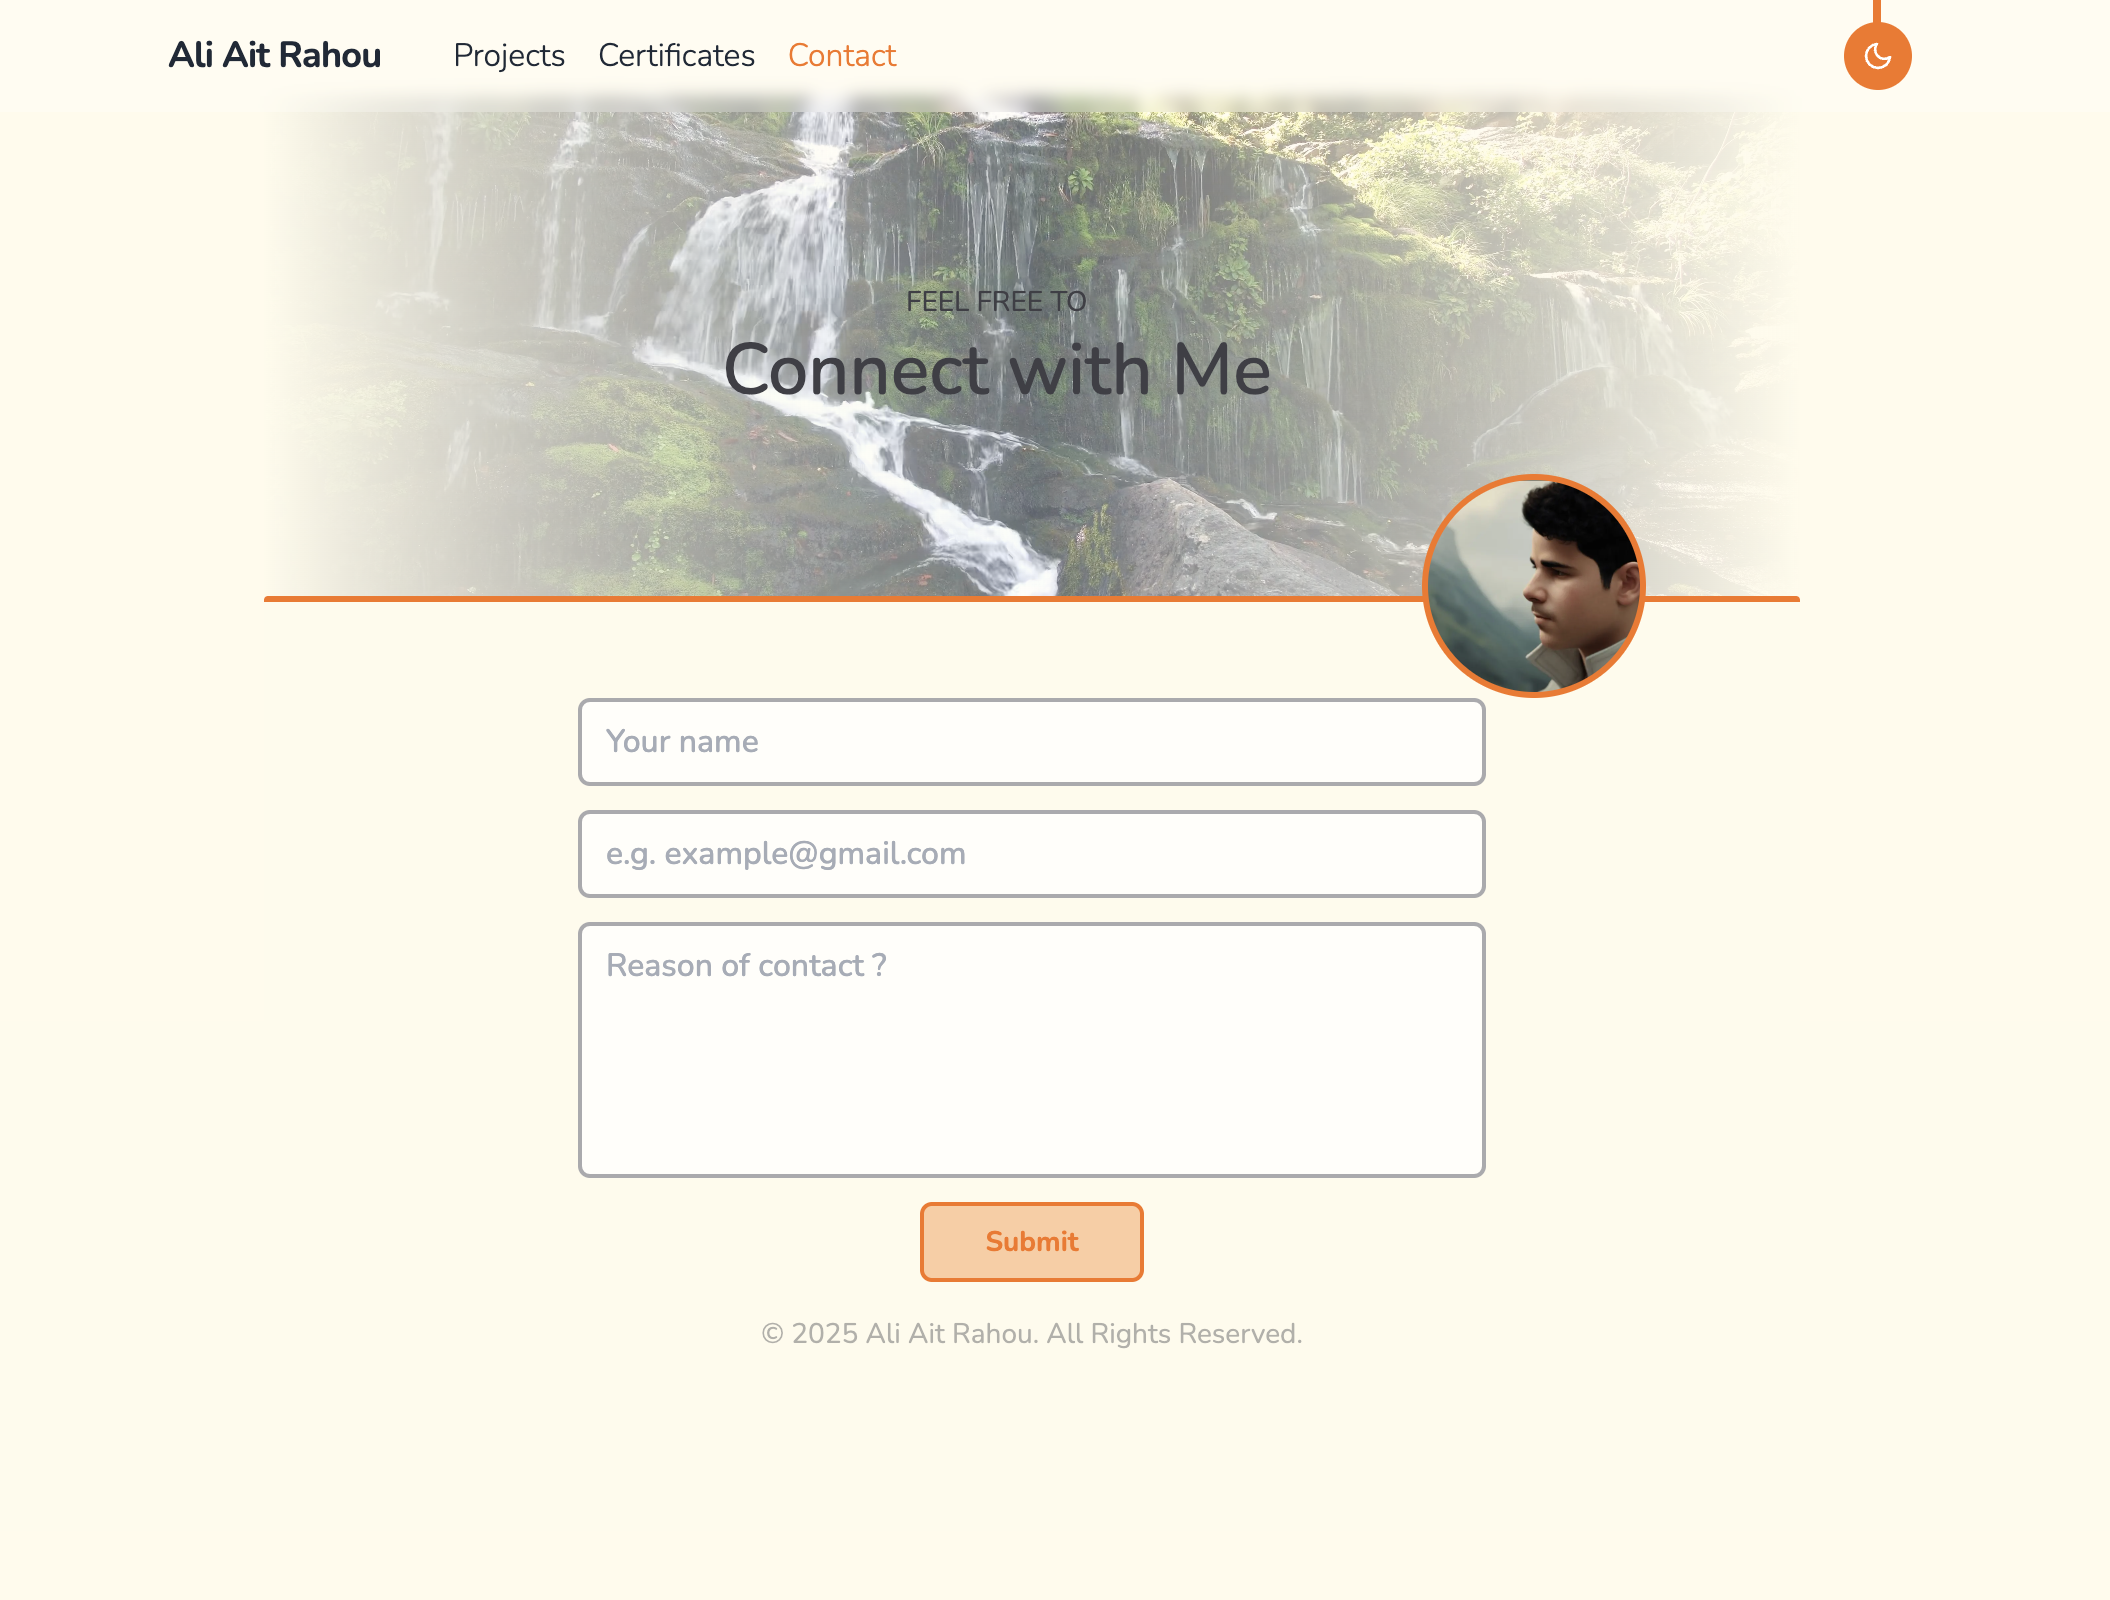 Ali Ait Rahou Projects Certificates Contact
FEEL FREE TO
Connect with Me
Your name
e.g. example@gmail.com
Reason of contact ?
Submit
© 2025 Ali Ait Rahou. All Rights Reserved.